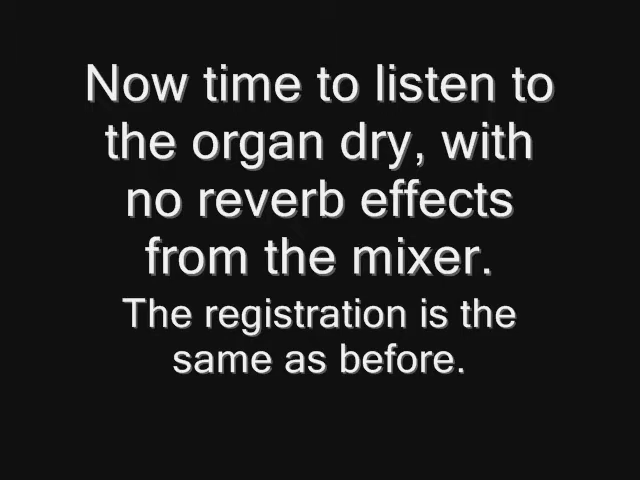 Now time to listen to
the organ dry, with
no reverb effects
from the mixer.
The registration is the
same as before.